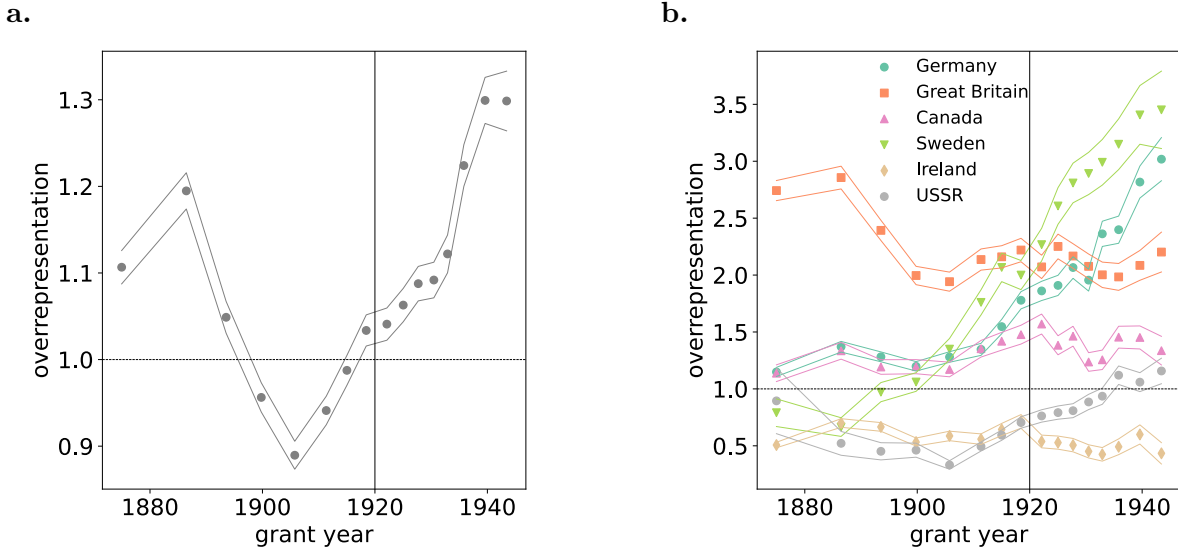 a.
overrepresentation
1.3
1.2
1.1
1.0
0.9
1880
1900
1920
1940
grant year
b.
overrepresentation
3.5
3.0
2.5
2.0
1.5
1.0
0.5
Germany
Great Britain
Canada
Sweden
Ireland
USSR
1880
1900
1920
1940
grant year